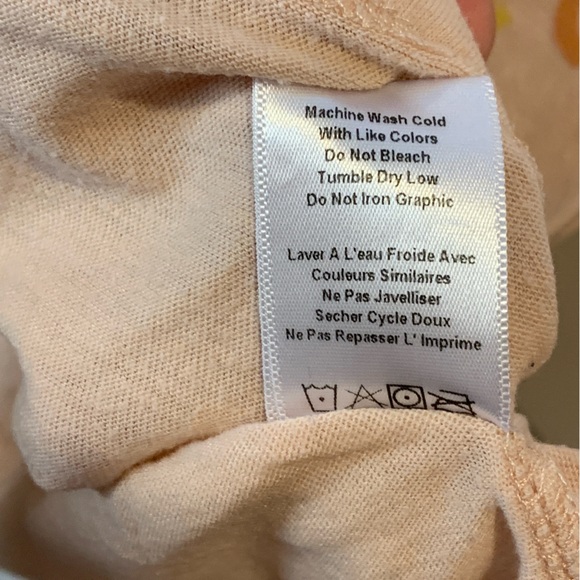 Machine Wash Cold
With Like Colors
Do Not Bleach
Tumble Dry Low
Do Not Iron Graphic
Laver A L'eau Froide Avec
Couleurs Similaires
Ne Pas Javelliser
Secher Cycle Doux
Ne Pas Repasser L' Imprime